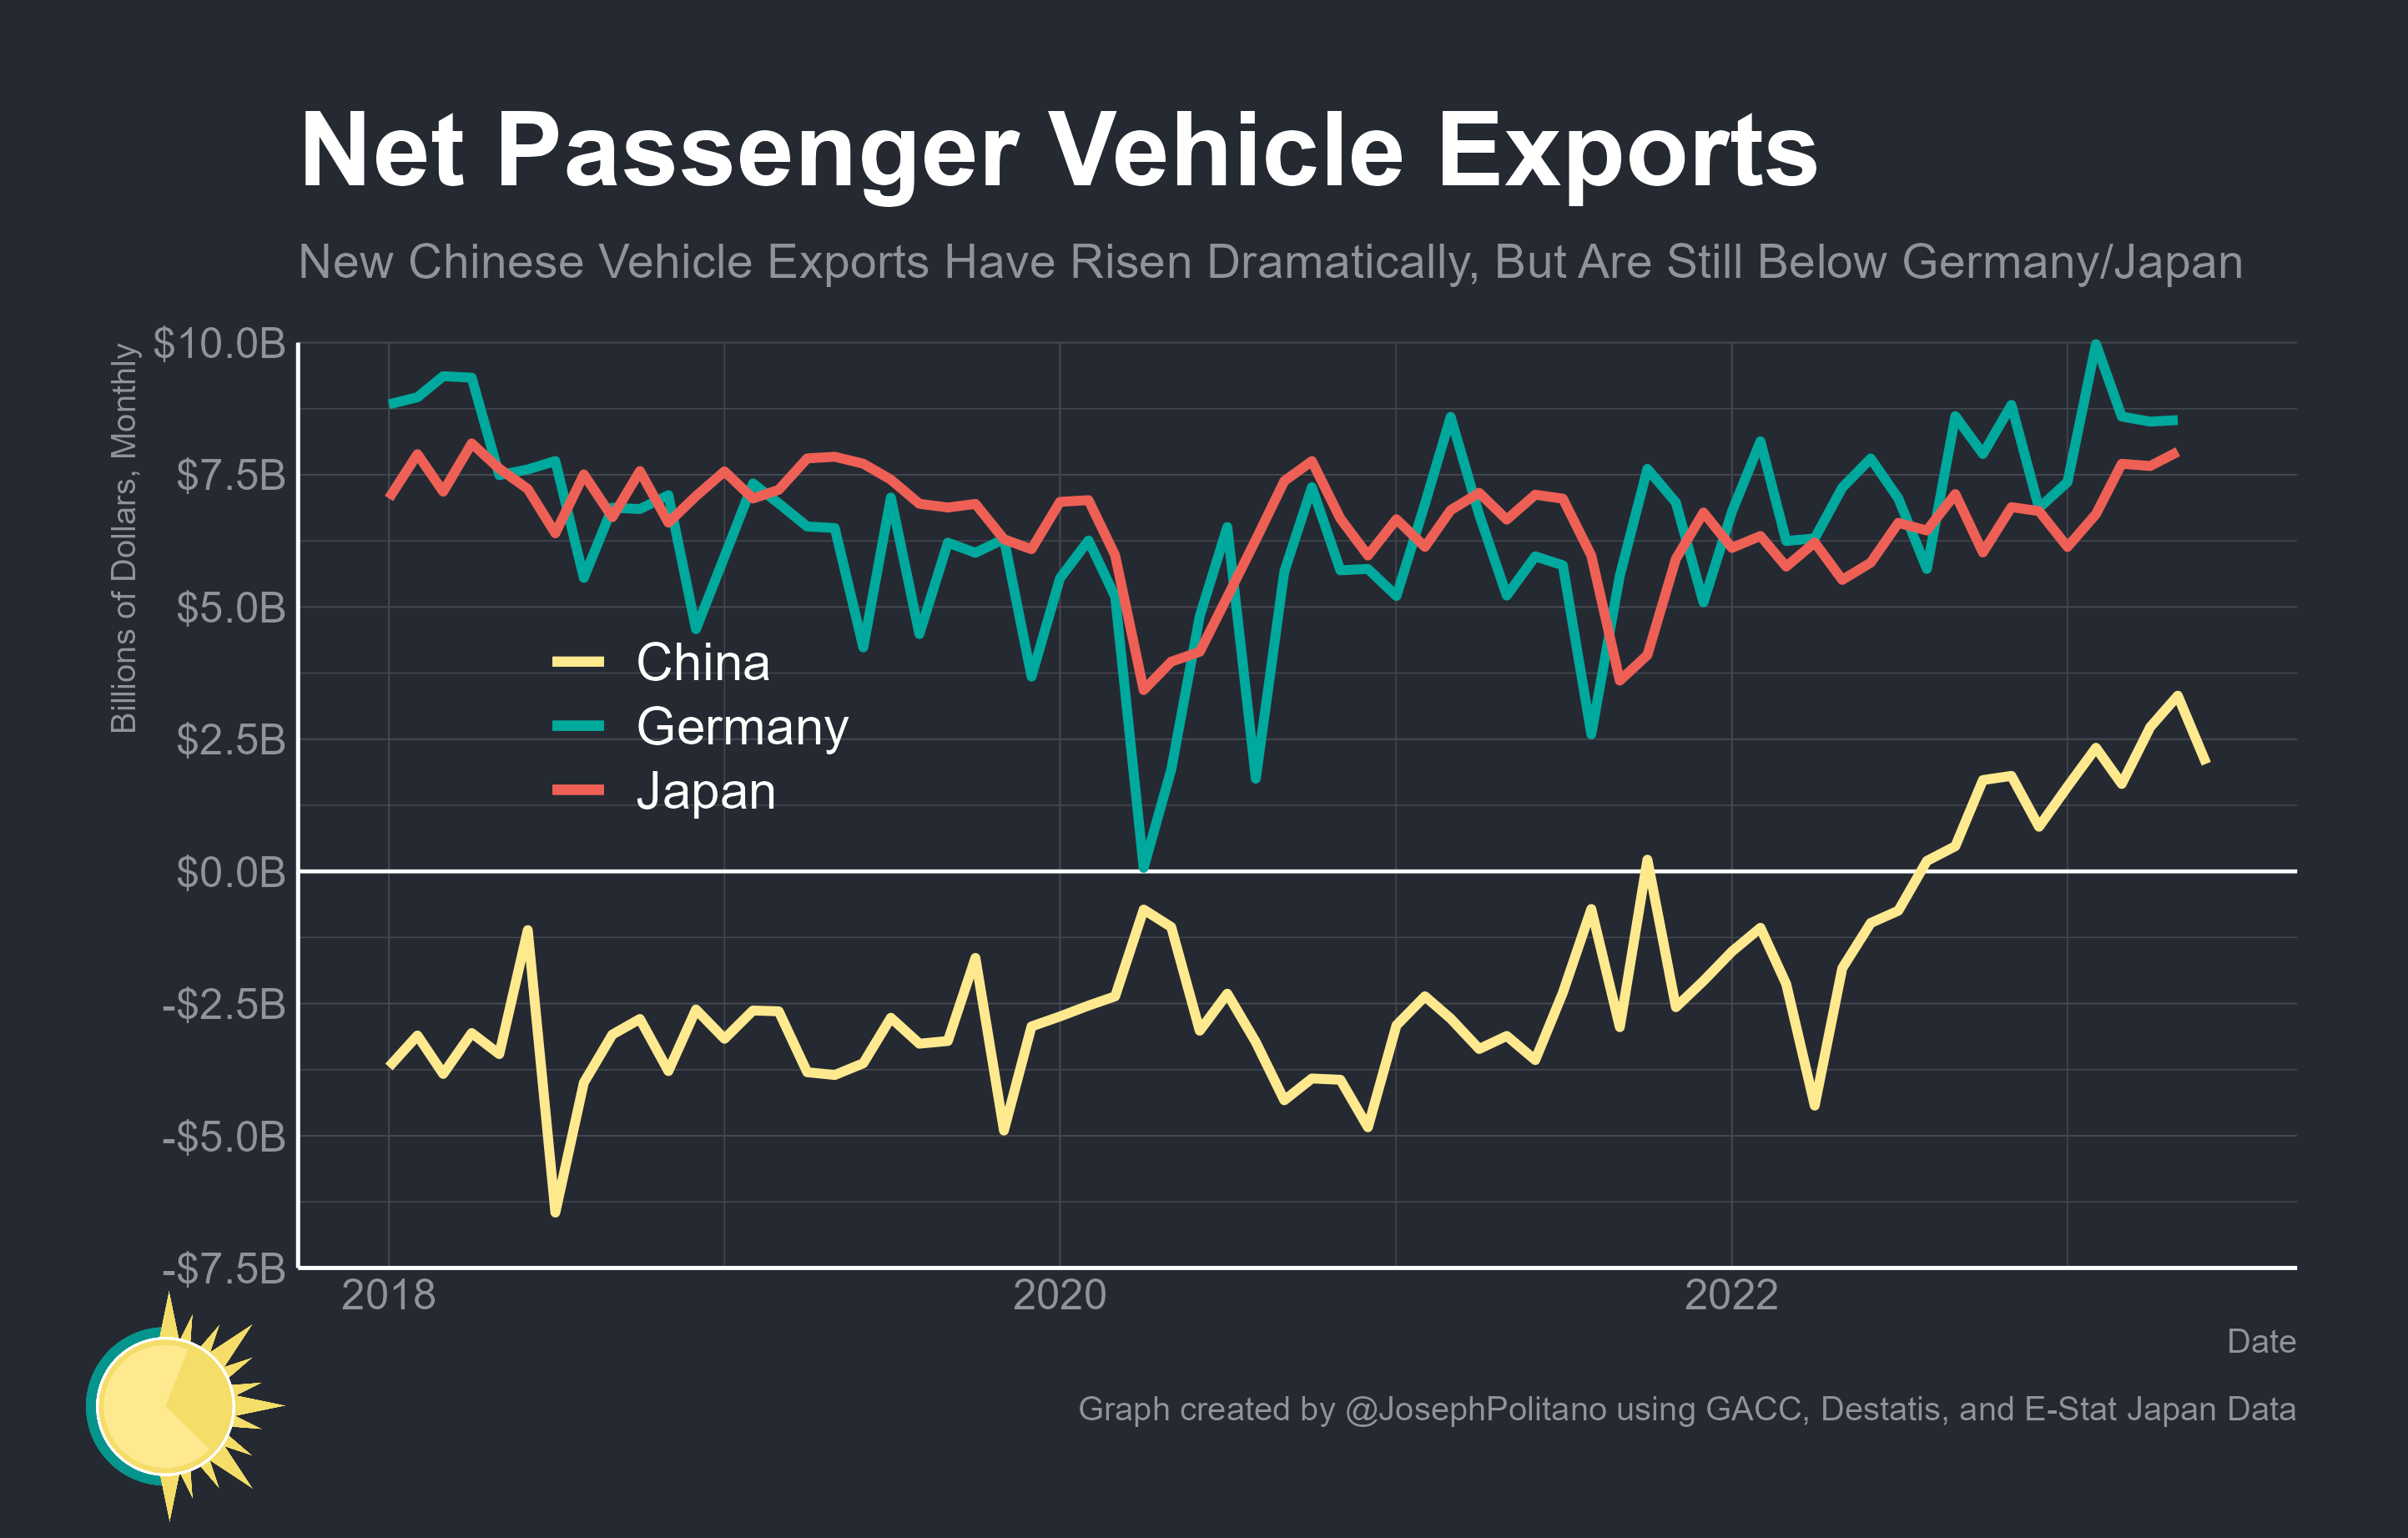 Net Passenger Vehicle Exports
New Chinese Vehicle Exports Have Risen Dramatically, But Are Still Below Germany/Japan
Billions of Dollars, Monthly
$10.0B
$7.5B
$5.0B
$2.5B
$0.0B
-$2.5B
-$5.0B
-$7.5B
China
Germany
Japan
2018
2020
2022
Date
Graph created by @JosephPolitano using GACC, Destatis, and E-Stat Japan Data